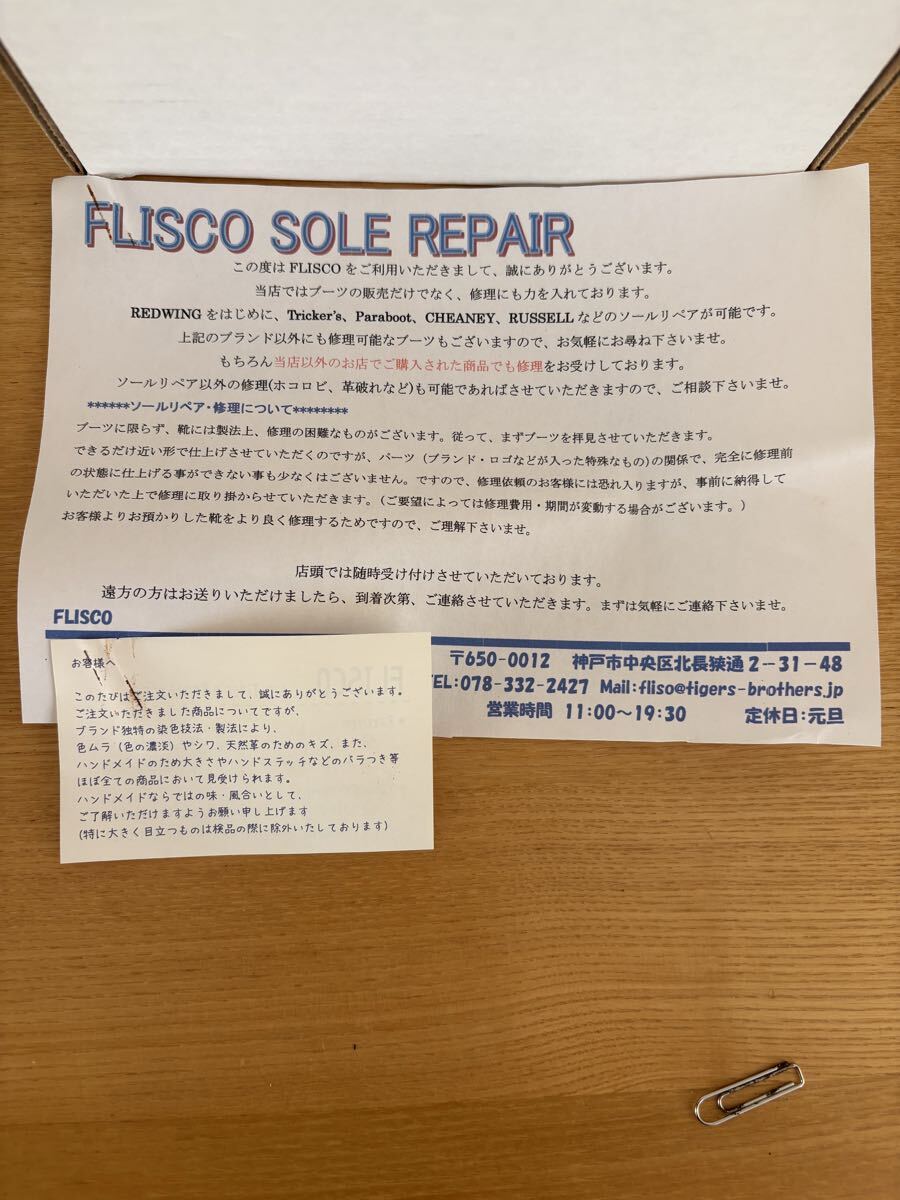 FLISCO SOLE REPAIR
この度は FLISCO をご利用いただきまして、誠にありがとうございます。
当店ではブーツの販売だけでなく、修理にも力を入れております。
REDWING をはじめに、Tricker's、Paraboot、CHEANEY、RUSSELL などのソールリペアが可能です。
上記のブランド以外にも修理可能なブーツもございますので、お気軽にお尋ね下さいませ。
もちろん当店以外のお店でご購入された商品でも修理をお受けしております。
ソールリペア以外の修理(ホコロビ、革破れなど)も可能であればさせていただきますので、ご相談下さいませ。
******ソールリペア・修理について********
ブーツに限らず、靴には製法上、修理の困難なものがございます。従って、まずブーツを拝見させていただきます。
できるだけ近い形で仕上げさせていただくのですが、パーツ（ブランド・ロゴなどが入った特殊なもの)の関係で、完全に修理前
の状態に仕上げる事ができない事も少なくはございません。ですので、修理依頼のお客様には恐れ入りますが、事前に納得して
いただいた上で修理に取り掛からせていただきます。（ご要望によっては修理費用・期間が変動する場合がございます。）
お客様よりお預かりした靴をより良く修理するためですので、ご理解下さいませ。
店頭では随時受け付けさせていただいております。
遠方の方はお送りいただけましたら、到着次第、ご連絡させていただきます。まずは気軽にご連絡下さいませ。
FLISCO
〒650-0012 神戸市中央区北長狭通2-31-48
TEL:078-332-2427 Mail:fliso@tigers-brothers.jp
営業時間 11:00～19:30 定休日:元旦
お客様へ
このたびはご注文いただきまして、誠にありがとうございます。
ご注文いただきました商品についてですが、
ブランド独特の染色技法・製法により、
色ムラ（色の濃淡）やシワ、天然革のためのキズ、また、
ハンドメイドのため大きさやハンドステッチなどのバラつき等
ほぼ全ての商品において見受けられます。
ハンドメイドならではの味・風合いとして、
ご了解いただけますようお願い申し上げます
(特に大きく目立つものは検品の際に除外いたしております)